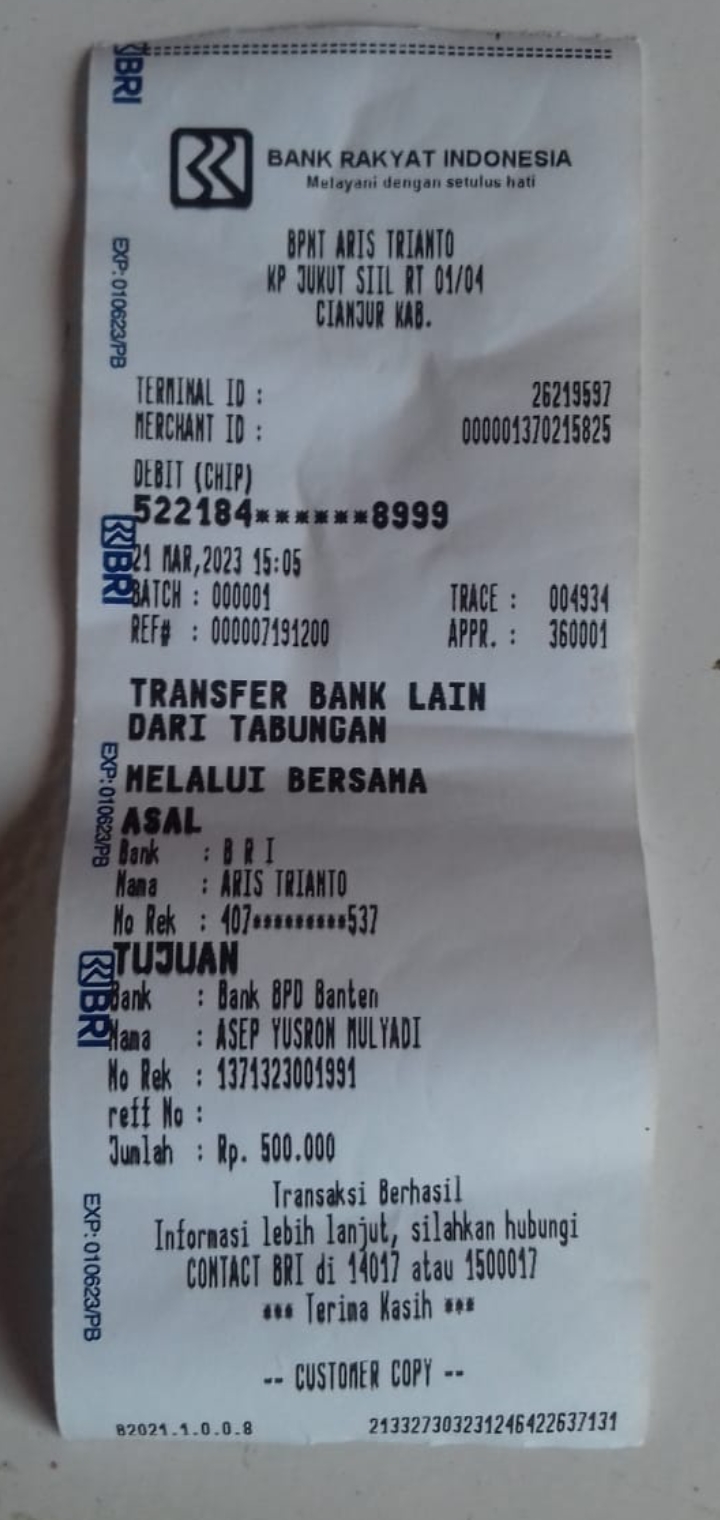 BRI
BANK RAKYAT INDONESIA
Melayani dengan setulus hati
BPNT ARIS TRIANTO
KP JUKUT SIIL RT 01/04
CIANJUR KAB.
EXP: 010623/PB
TERMINAL ID : 26219597
MERCHANT ID : 000001370215825
DEBIT (CHIP)
522184******8999
BRI
21 MAR,2023 15:05
BATCH : 000001 TRACE : 004934
REF# : 000007191200 APPR. : 360001
TRANSFER BANK LAIN
DARI TABUNGAN
MELALUI BERSAMA
EXP: 010623/PB
ASAL
Bank : B R I
Nama : ARIS TRIANTO
No Rek : 407*********537
TUJUAN
BRI
Bank : Bank BPD Banten
Nama : ASEP YUSRON MULYADI
No Rek : 1371323001991
reff No :
Jumlah : Rp. 500.000
Transaksi Berhasil
Informasi lebih lanjut, silahkan hubungi
CONTACT BRI di 14017 atau 1500017
*** Terima Kasih ***
EXP: 010623/PB
-- CUSTOMER COPY --
82021.1.0.0.8 213327303231246422637131